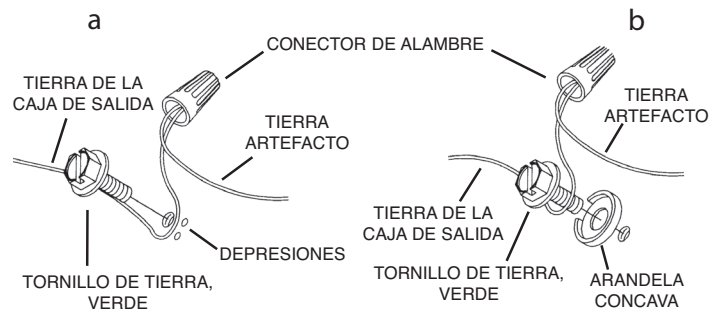 a
b
CONECTOR DE ALAMBRE
TIERRA DE LA
CAJA DE SALIDA
TIERRA
ARTEFACTO
DEPRESIONES
TORNILLO DE TIERRA,
VERDE
TIERRA
ARTEFACTO
TIERRA DE LA
CAJA DE SALIDA
TORNILLO DE TIERRA,
VERDE
ARANDELA
CONCAVA